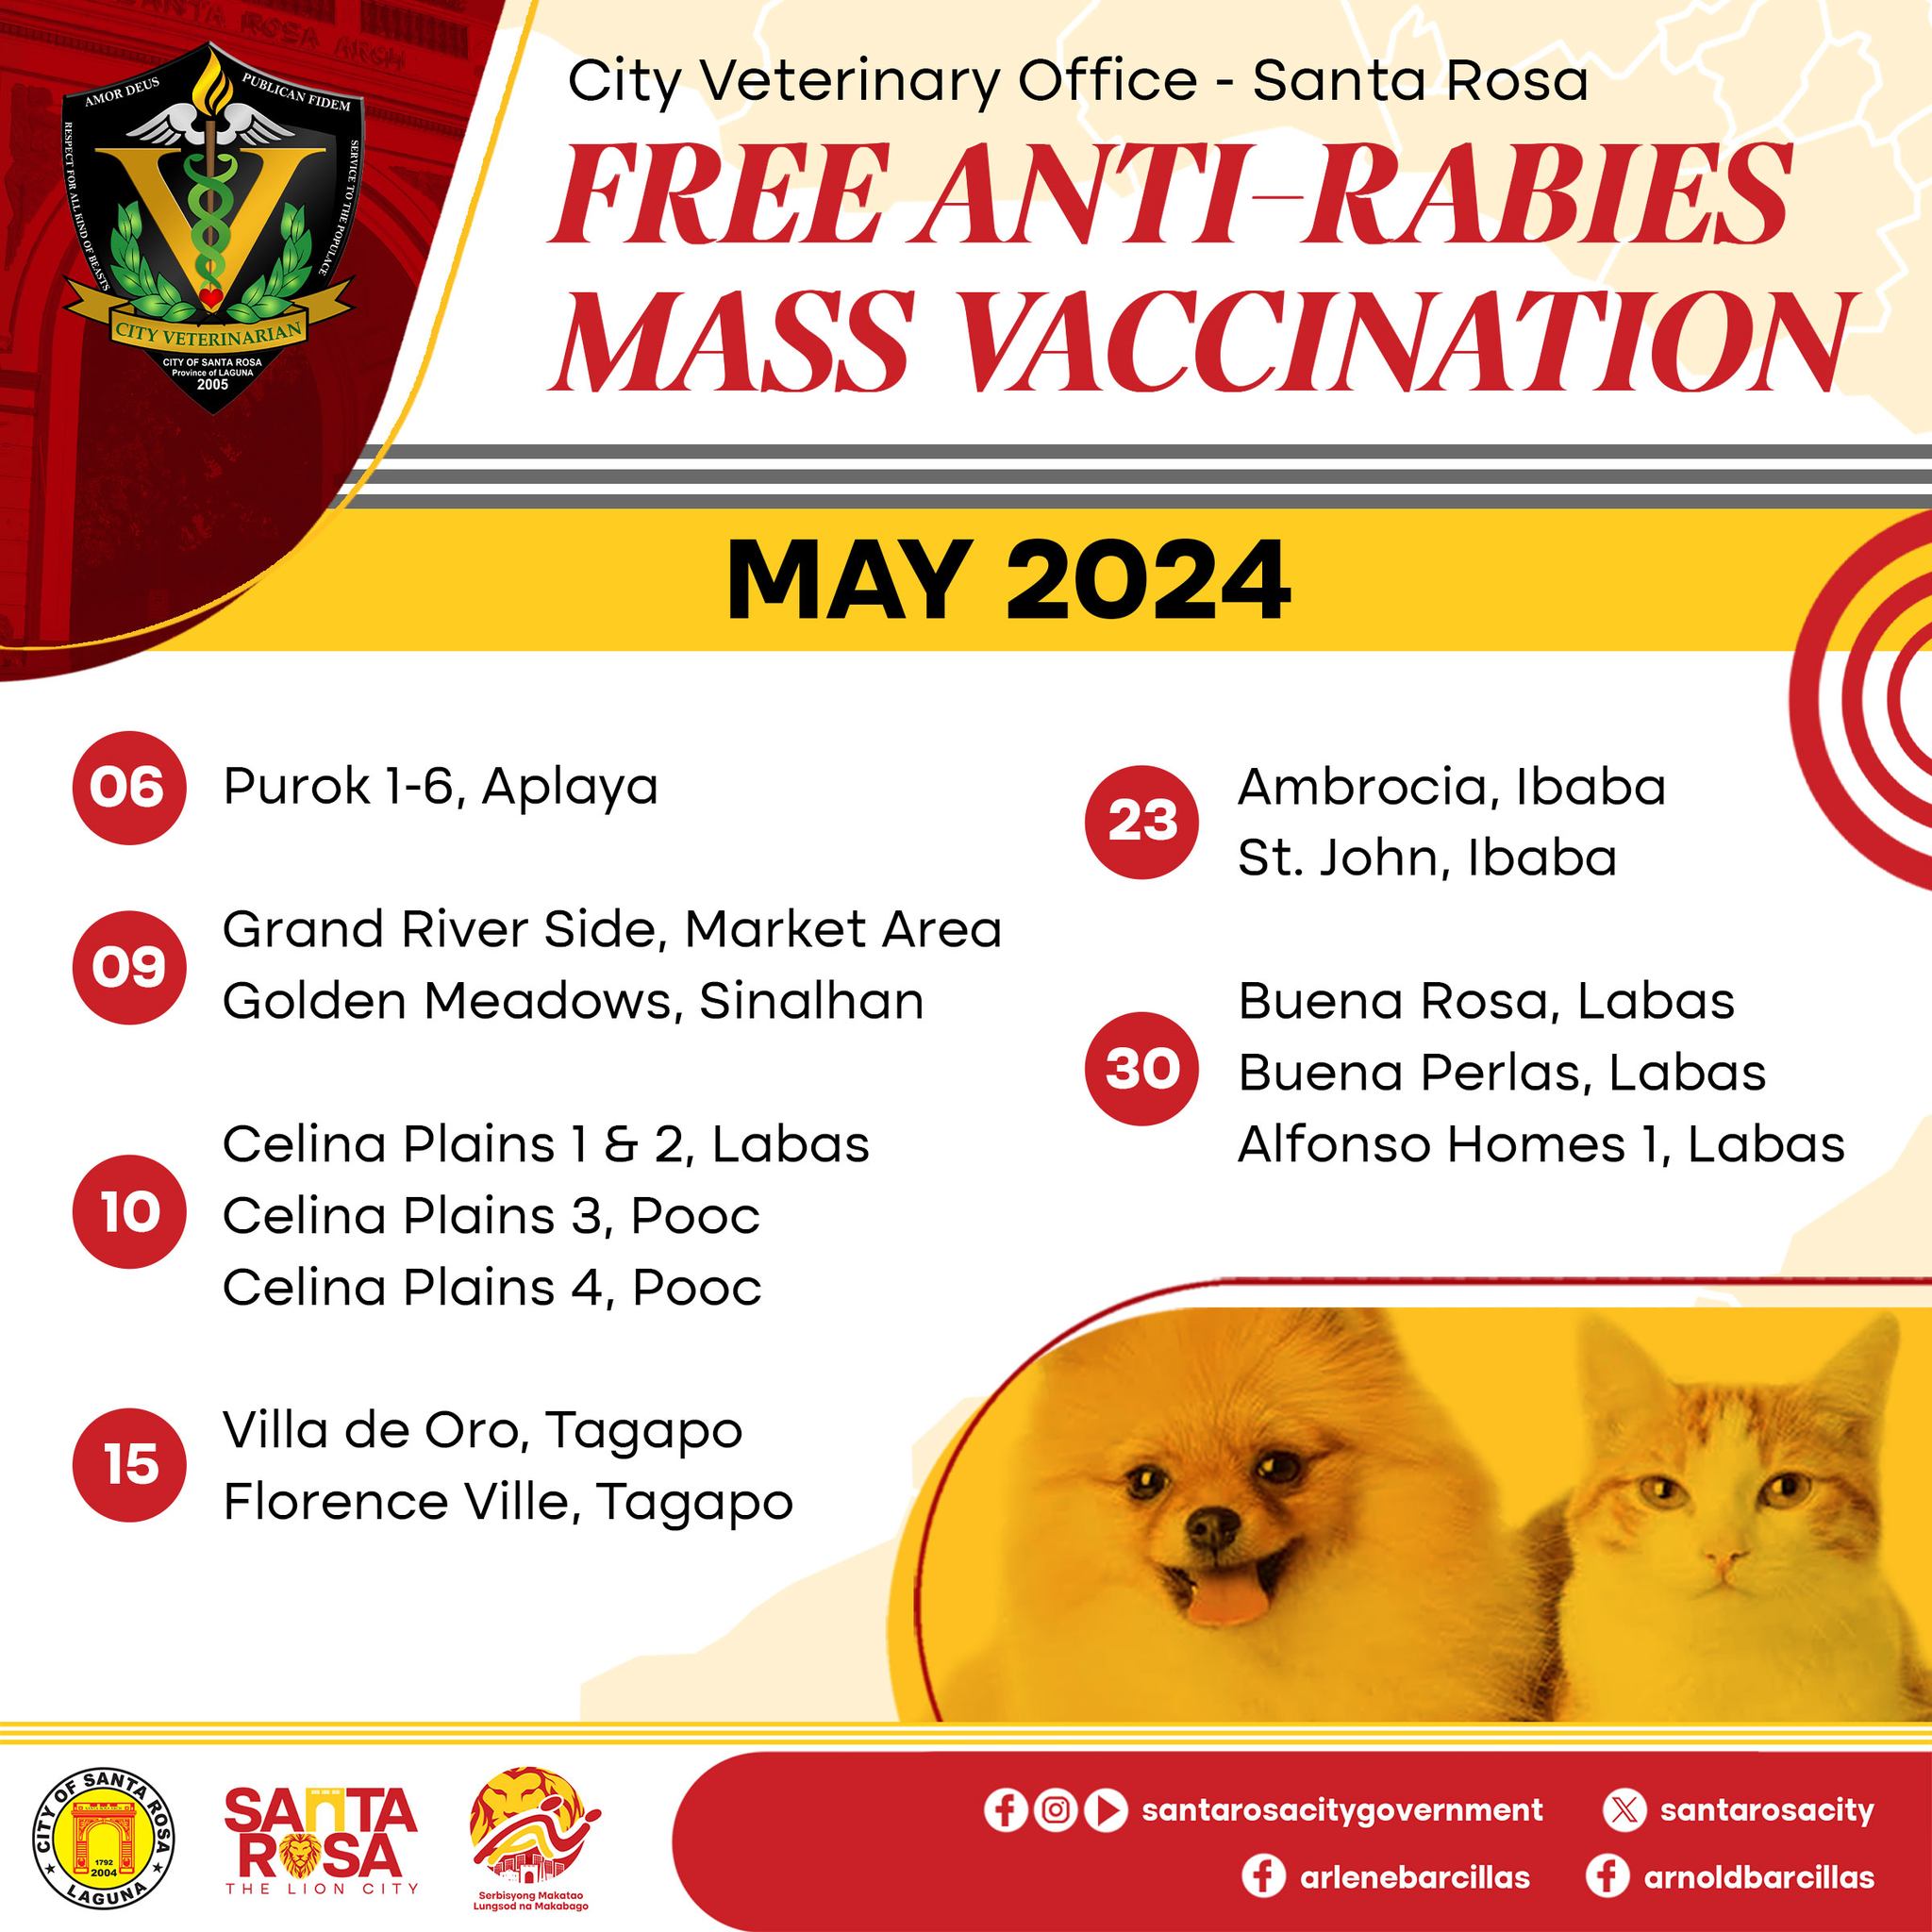 SANTA ROSA ARCH
AMOR DEUS
PUBLICAN FIDEM
RESPECT FOR ALL KIND OF BEASTS
SERVICE TO THE POPULACE
V
CITY VETERINARIAN
CITY OF SANTA ROSA
Province of LAGUNA
2005
City Veterinary Office - Santa Rosa
FREE ANTI-RABIES
MASS VACCINATION
MAY 2024
06
Purok 1-6, Aplaya
09
Grand River Side, Market Area
Golden Meadows, Sinalhan
10
Celina Plains 1 & 2, Labas
Celina Plains 3, Pooc
Celina Plains 4, Pooc
15
Villa de Oro, Tagapo
Florence Ville, Tagapo
23
Ambrocia, Ibaba
St. John, Ibaba
30
Buena Rosa, Labas
Buena Perlas, Labas
Alfonso Homes 1, Labas
CITY OF SANTA ROSA
1792
2004
LAGUNA
SANTA
ROSA
THE LION CITY
Serbisyong Makatao
Lungsod na Makabago
santarosacitygovernment
santarosacity
arlenebarcillas
arnoldbarcillas